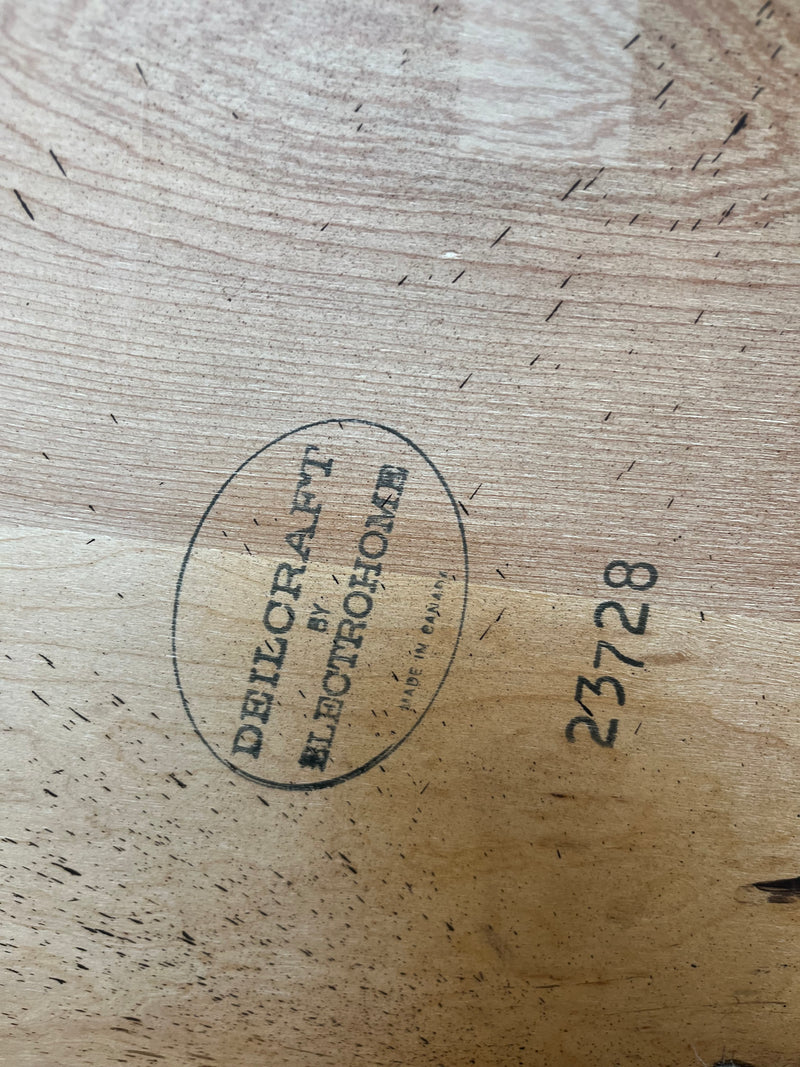 DEILCRAFT
BY
ELECTROHOME
MADE IN CANADA
23728